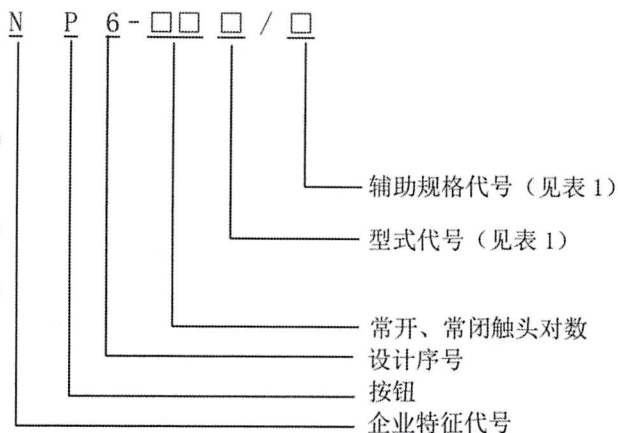 N P 6-□□ □ / □
辅助规格代号（见表1）
型式代号（见表1）
常开、常闭触头对数
设计序号
按钮
企业特征代号